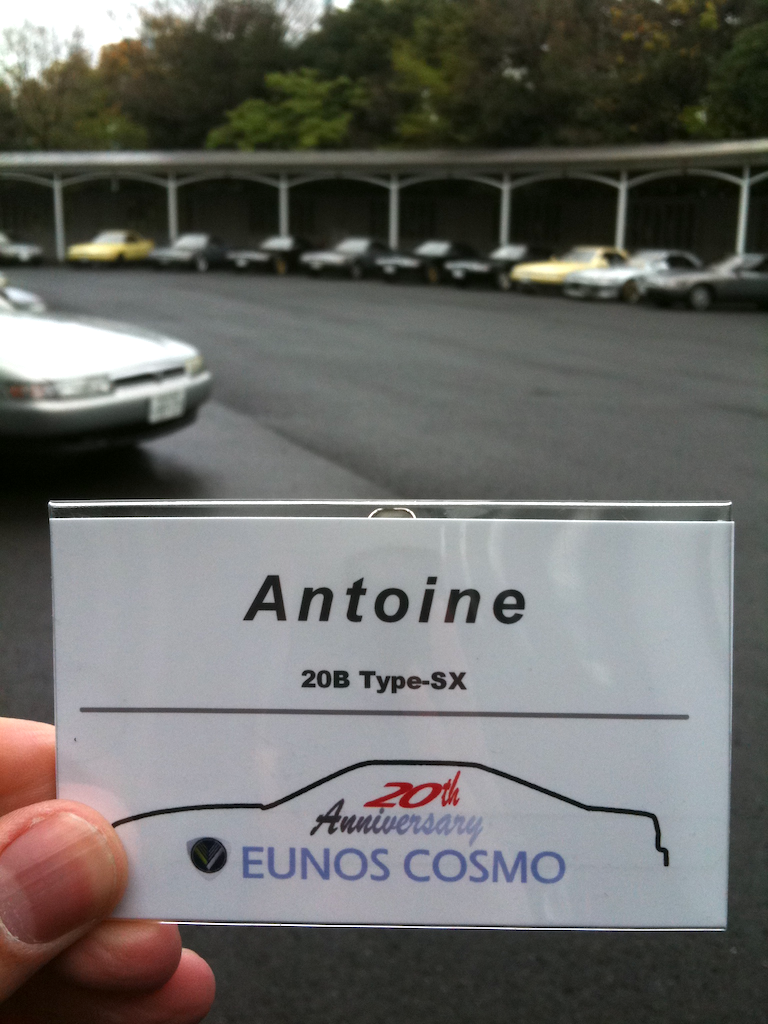 Antoine
20B Type-SX
20th
Anniversary
EUNOS COSMO